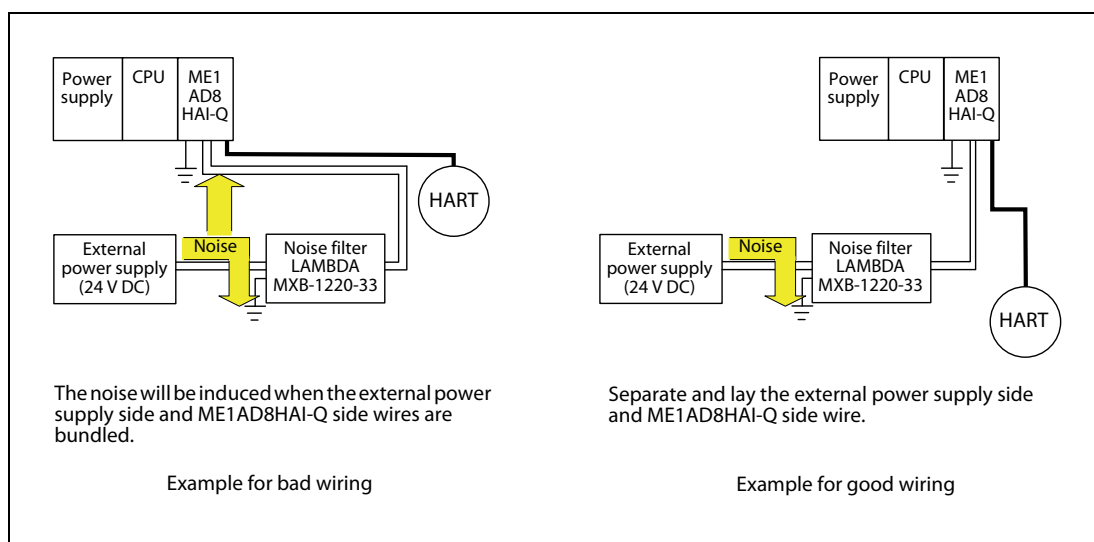 Power
supply
CPU
ME1
AD8
HAI-Q
HART
External
power supply
(24 V DC)
Noise
Noise filter
LAMBDA
MXB-1220-33
The noise will be induced when the external power
supply side and ME1AD8HAI-Q side wires are
bundled.
Example for bad wiring
Power
supply
CPU
ME1
AD8
HAI-Q
External
power supply
(24 V DC)
Noise
Noise filter
LAMBDA
MXB-1220-33
HART
Separate and lay the external power supply side
and ME1AD8HAI-Q side wire.
Example for good wiring